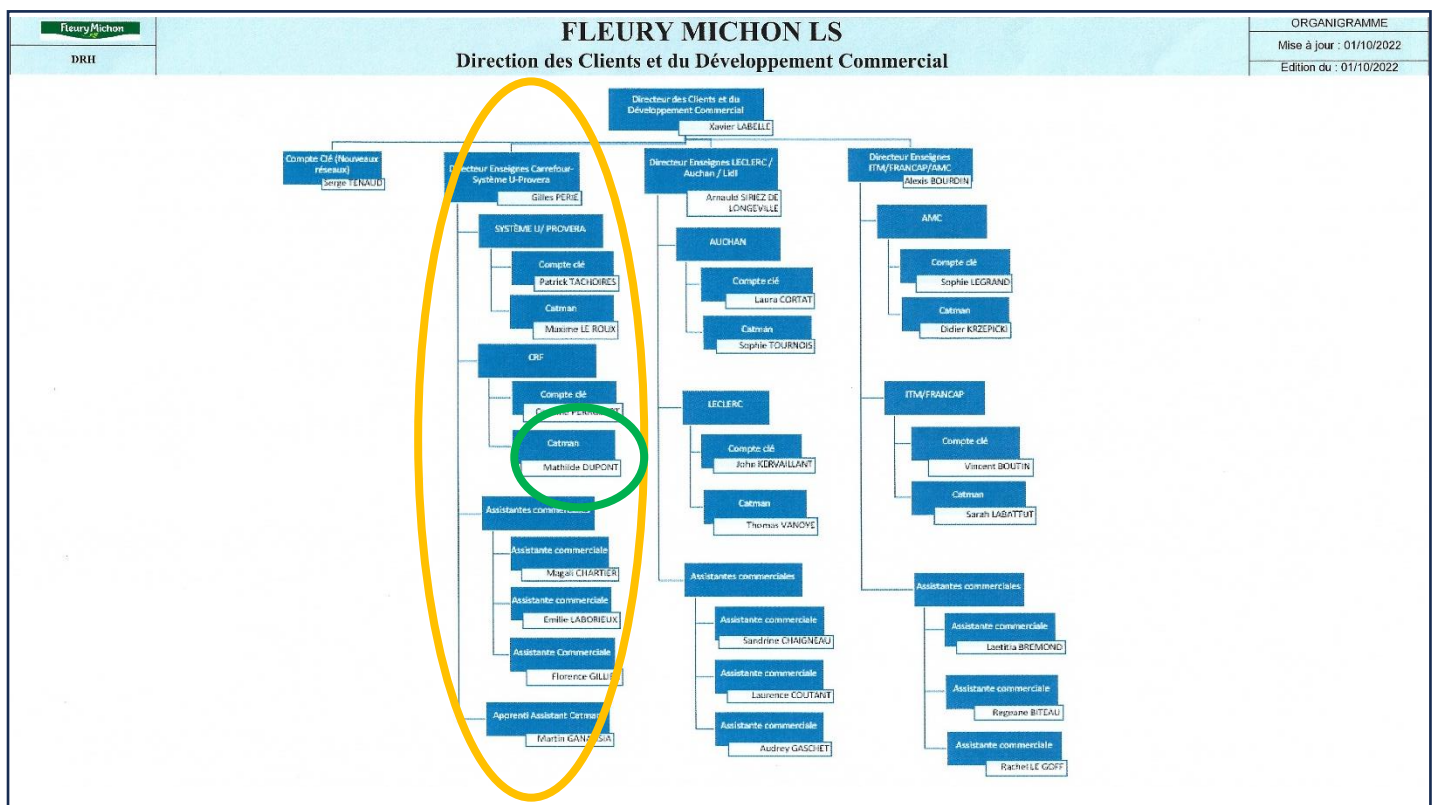 Fleury Michon
DRH
FLEURY MICHON LS
Direction des Clients et du Développement Commercial
ORGANIGRAMME
Mise à jour : 01/10/2022
Edition du : 01/10/2022
Directeur des Clients et du
Développement Commercial
Xavier LABELLE
Compte Clé (Nouveaux
réseaux)
Serge TENAUD
Directeur Enseignes Carrefour-
Système U-Provera
Gilles PERIE
SYSTÈME U/ PROVERA
Compte clé
Patrick TACHOIRES
Catman
Maxime LE ROUX
CRF
Compte clé
Catman
Mathilde DUPONT
Assistantes commerciales
Assistante commerciale
Magali CHARTIER
Assistante commerciale
Emilie LABORIEUX
Assistante Commerciale
Florence
Apprenti Assistant Catman
Martin
Directeur Enseignes LECLERC /
Auchan / Lidl
Arnauld SIRIEZ DE
LONGEVILLE
AUCHAN
Compte clé
Laura CORTAT
Catman
Sophie TOURNOIS
LECLERC
Compte clé
John KERVAILLANT
Catman
Thomas VANOYE
Assistantes commerciales
Assistante commerciale
Sandrine CHAIGNEAU
Assistante commerciale
Laurence COUTANT
Assistante commerciale
Audrey GASCHET
Directeur Enseignes
ITM/FRANCAP/AMC
Alexis BOURDIN
AMC
Compte clé
Sophie LEGRAND
Catman
Didier KRZEPICKI
ITM/FRANCAP
Compte clé
Vincent BOUTIN
Catman
Sarah LABATTUT
Assistantes commerciales
Assistante commerciale
Laetitia BREMOND
Assistante commerciale
Regeane BITEAU
Assistante commerciale
Rachel LE GOFF